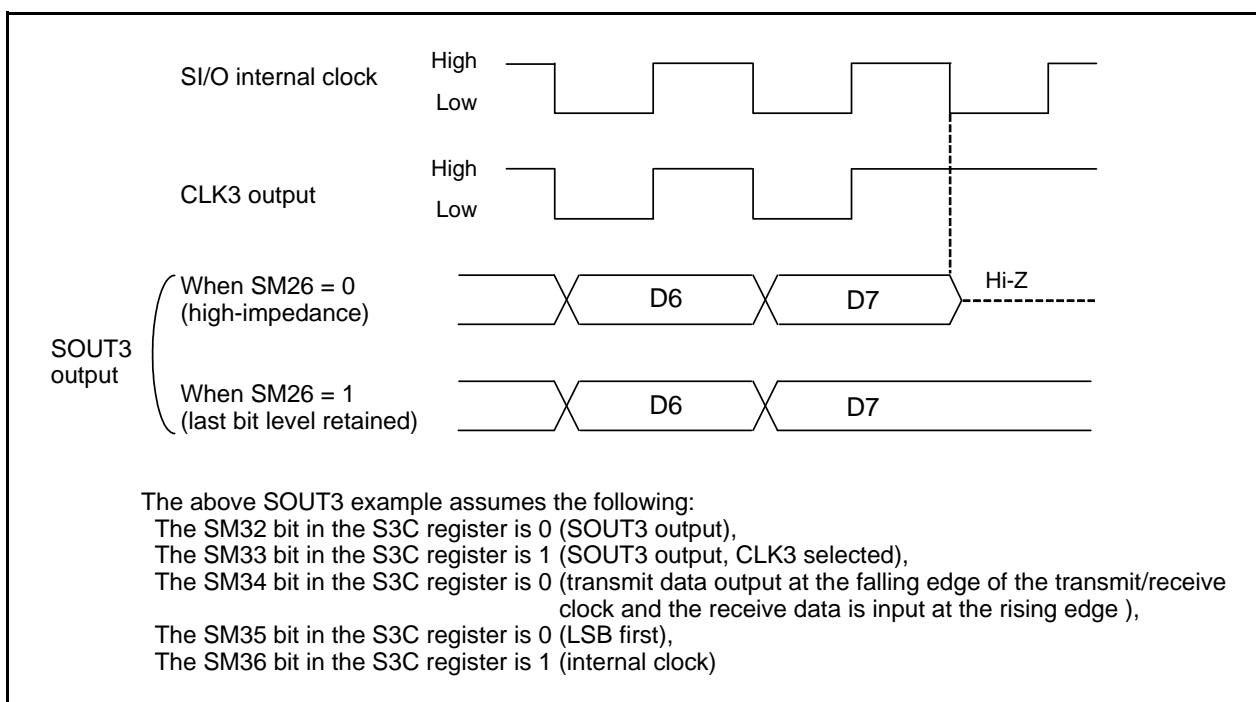 SI/O internal clock
High
Low
CLK3 output
High
Low
SOUT3
output
When SM26 = 0
(high-impedance)
D6
D7
Hi-Z
When SM26 = 1
(last bit level retained)
D6
D7
The above SOUT3 example assumes the following:
The SM32 bit in the S3C register is 0 (SOUT3 output),
The SM33 bit in the S3C register is 1 (SOUT3 output, CLK3 selected),
The SM34 bit in the S3C register is 0 (transmit data output at the falling edge of the transmit/receive
clock and the receive data is input at the rising edge ),
The SM35 bit in the S3C register is 0 (LSB first),
The SM36 bit in the S3C register is 1 (internal clock)